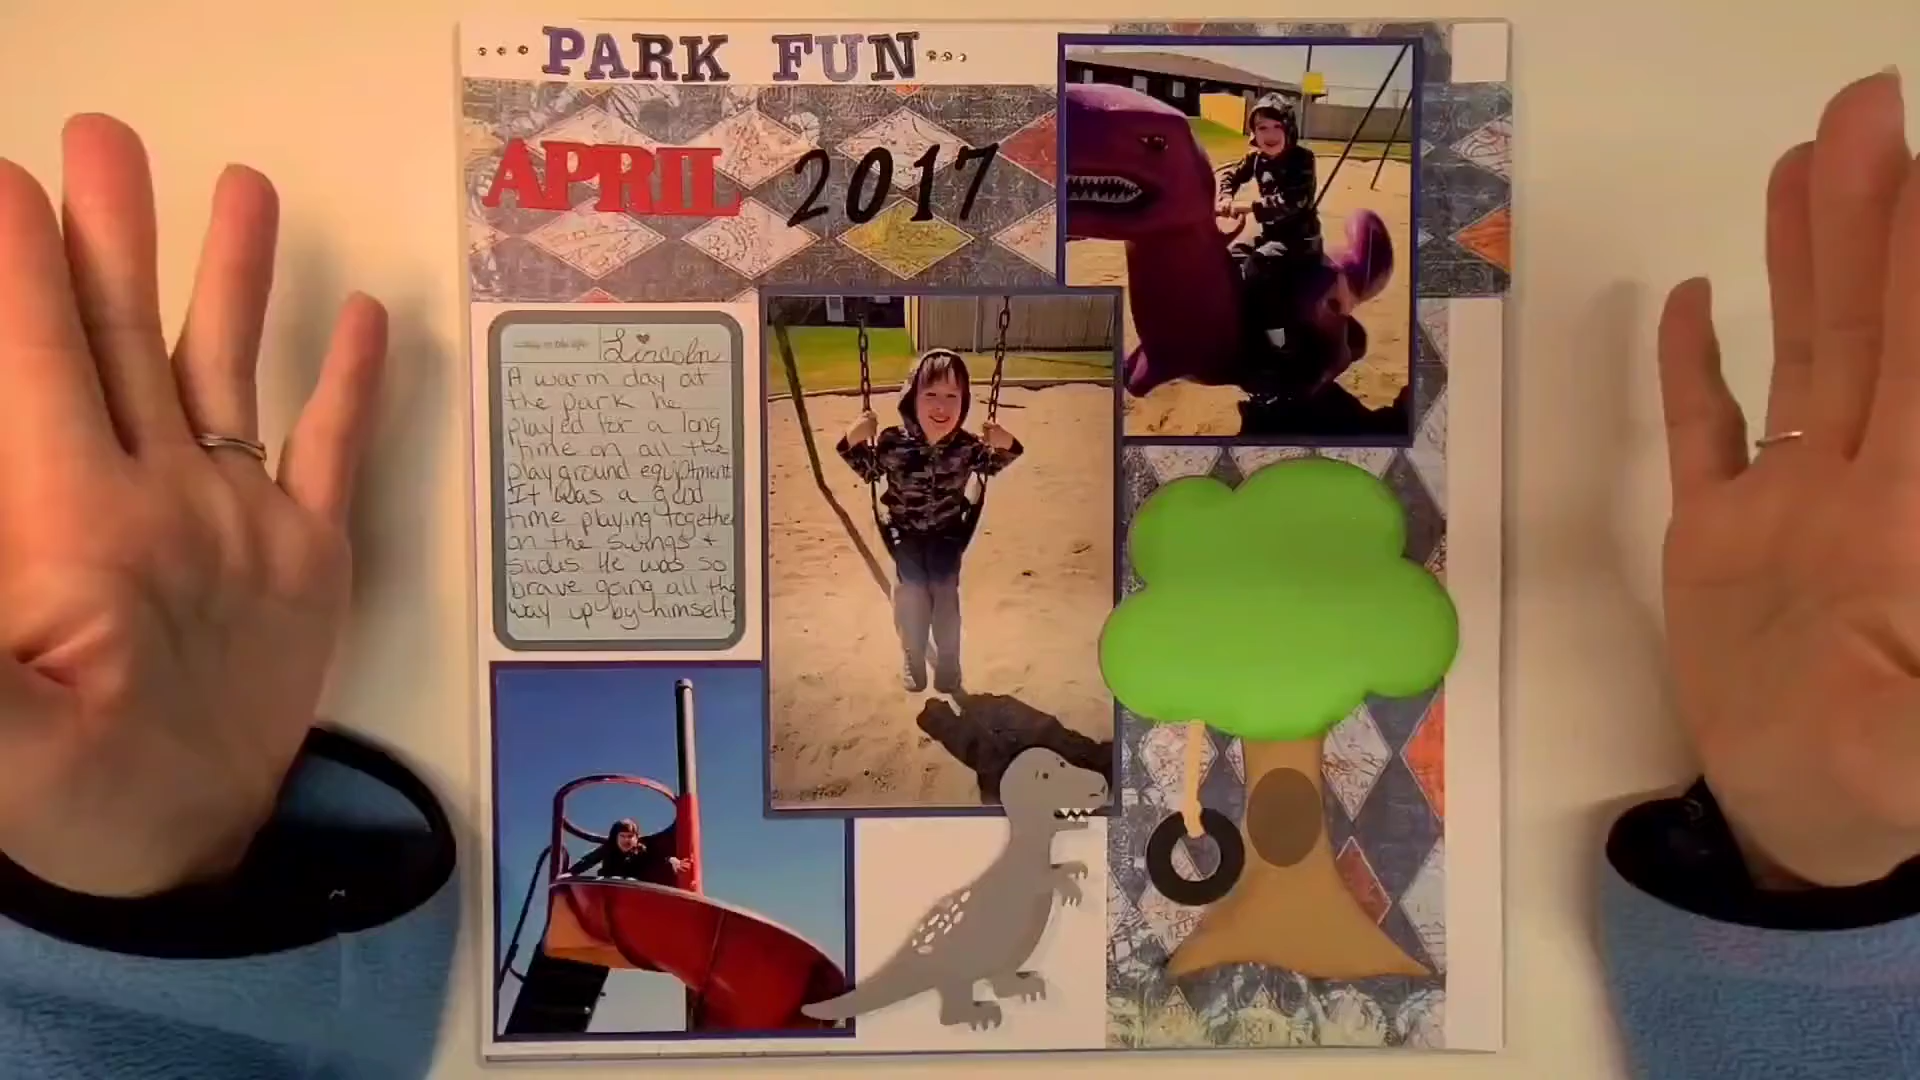 PARK FUN
APRIL 2017
Lincoln
A warm day at
the park he
played for a long
time on all the
playground equiptment
It was a good
time playing together
on the swings +
slides. He was so
brave going all the
way up by himself!